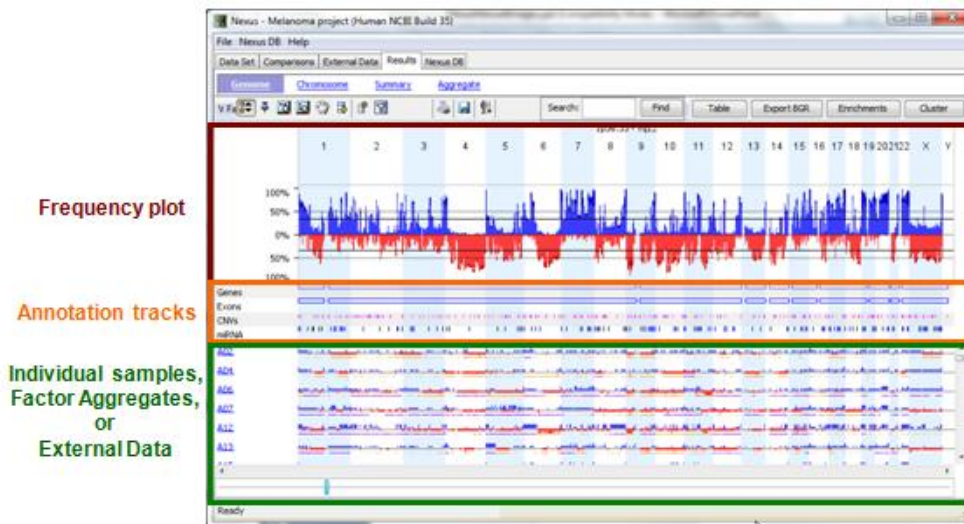 Nexus - Melanoma project (Human NCBI Build 35)
File Nexus DB Help
Data Set Comparisons External Data Results Nexus DB
Genome Chromosome Summary Aggregate
Search: Find Table Export BGR Enrichments Cluster
1 2 3 4 5 6 7 8 9 10 11 12 13 14 15 16 17 18 19 20 21 22 X Y
Frequency plot
100%
50%
0%
50%
100%
Annotation tracks
Genes
Exons
CNVs
miRNA
Individual samples,
Factor Aggregates,
or
External Data
A02
A04
A06
A07
A12
A13
Ready